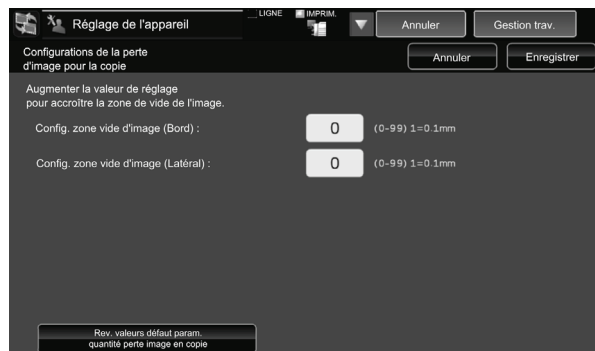 Réglage de l'appareil
LIGNE
IMPRIM.
Annuler
Gestion trav.
Configurations de la perte
d'image pour la copie
Annuler
Enregistrer
Augmenter la valeur de réglage
pour accroître la zone de vide de l'image.
Config. zone vide d'image (Bord) :
0
(0-99) 1=0.1mm
Config. zone vide d'image (Latéral) :
0
(0-99) 1=0.1mm
Rev. valeurs défaut param.
quantité perte image en copie